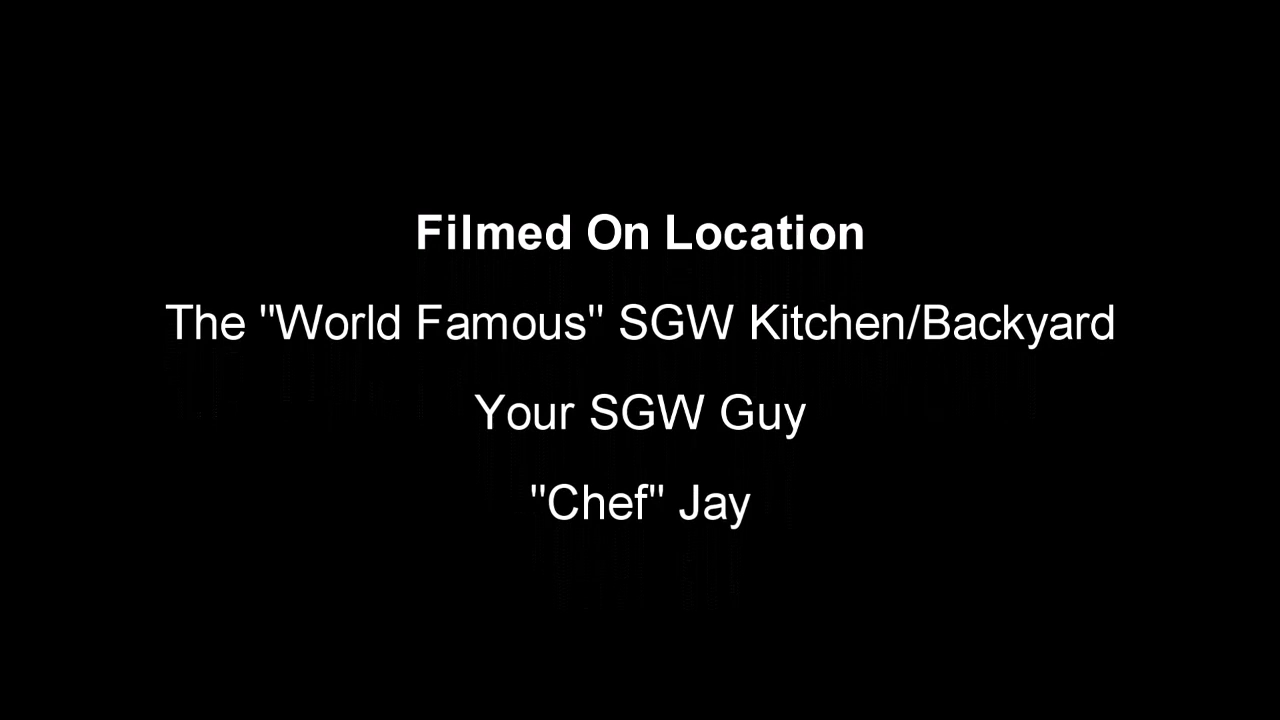 Filmed On Location
The "World Famous" SGW Kitchen/Backyard
Your SGW Guy
"Chef" Jay